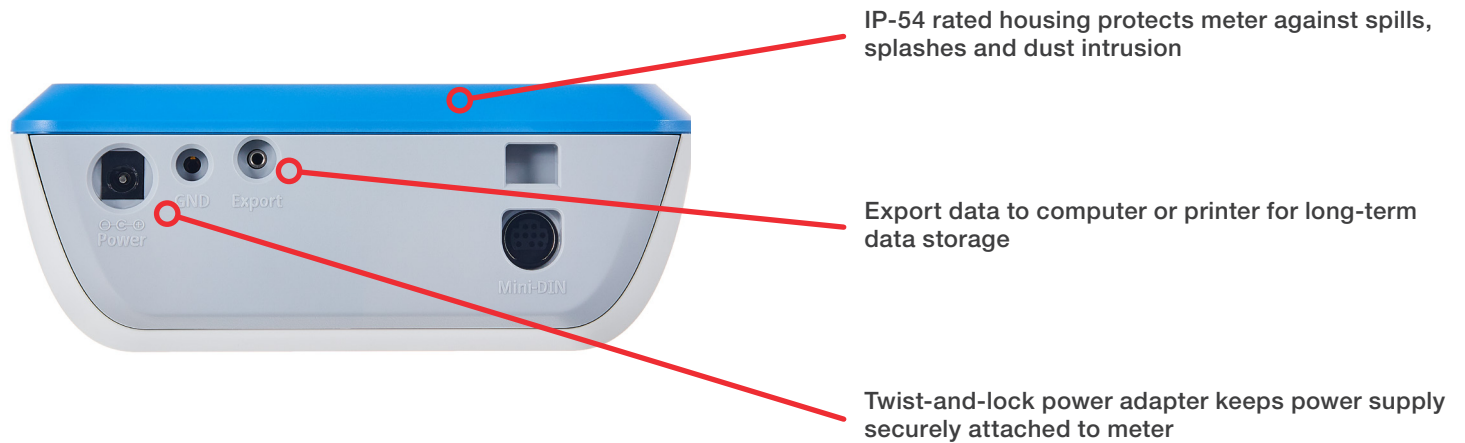 IP-54 rated housing protects meter against spills,
splashes and dust intrusion
GND
Export
Power
Export data to computer or printer for long-term
data storage
Mini-DIN
Twist-and-lock power adapter keeps power supply
securely attached to meter